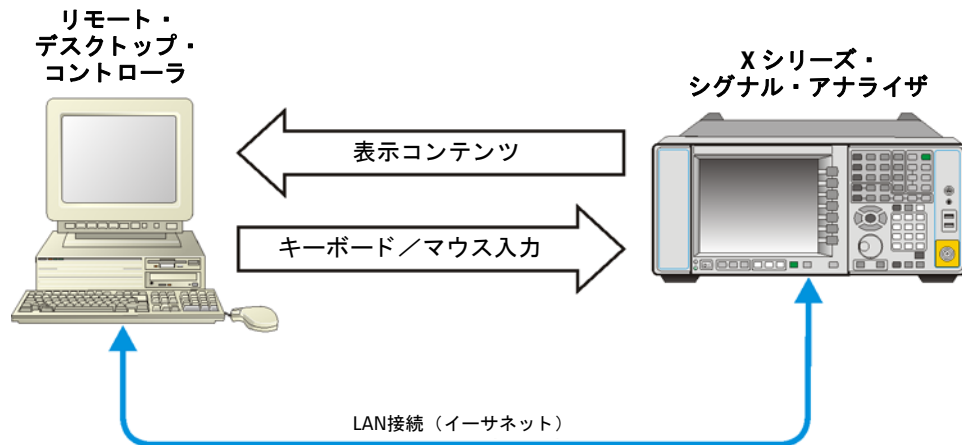 リモート・
デスクトップ・
コントローラ
X シリーズ・
シグナル・アナライザ
表示コンテンツ
キーボード／マウス入力
LAN接続（イーサネット）